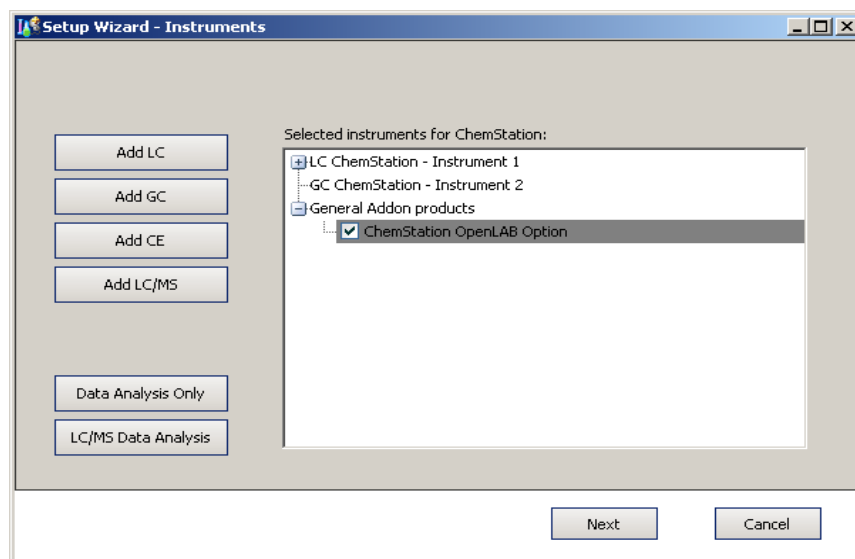 Setup Wizard - Instruments
Selected instruments for ChemStation:
Add LC
Add GC
Add CE
Add LC/MS
Data Analysis Only
LC/MS Data Analysis
LC ChemStation - Instrument 1
GC ChemStation - Instrument 2
General Addon products
ChemStation OpenLAB Option
Next
Cancel